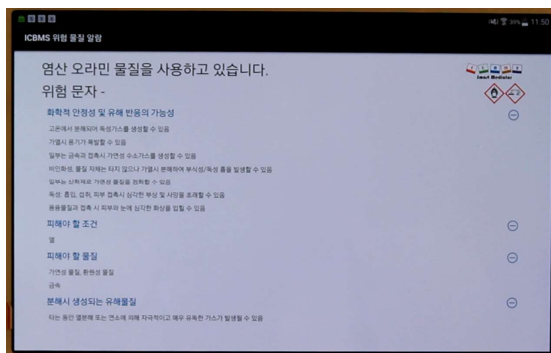 39% 11:50
ICBMS 위험 물질 알람
염산 오라민 물질을 사용하고 있습니다.
위험 문자 -
Smart Mediator
화학적 안정성 및 유해 반응의 가능성
고온에서 분해되어 독성가스를 생성할 수 있음
가열시 용기가 폭발할 수 있음
일부는 금속과 접촉시 가연성 수소가스를 생성할 수 있음
비인화성, 물질 자체는 타지 않으나 가열시 분해하여 부식성/독성 흄을 발생할 수 있음
일부는 산화제로 가연성 물질을 점화할 수 있음
독성: 흡입, 섭취, 피부 접촉시 심각한 부상 및 사망을 초래할 수 있음
용융물질과 접촉 시 피부와 눈에 심각한 화상을 입힐 수 있음
피해야 할 조건
열
피해야 할 물질
가연성 물질, 환원성 물질
금속
분해시 생성되는 유해물질
타는 동안 열분해 또는 연소에 의해 자극적이고 매우 유독한 가스가 발생될 수 있음